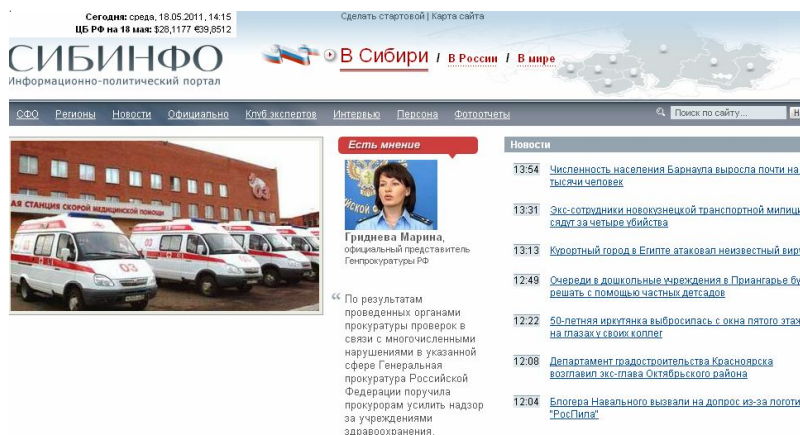 Сегодня: среда, 18.05.2011, 14:15
ЦБ РФ на 18 мая: $28,1177 €39,8512
Сделать стартовой | Карта сайта
СИБИНФО
Информационно-политический портал
В Сибири / В России / В мире
СФО Регионы Новости Официально Клуб экспертов Интервью Персона Фотоотчеты
Поиск по сайту...
АЯ СТАНЦИЯ СКОРОЙ МЕДИЦИНСКОЙ ПОМОЩИ
03
03
Есть мнение
Гриднева Марина,
официальный представитель
Генпрокуратуры РФ
“ По результатам
проведенных органами
прокуратуры проверок в
связи с многочисленными
нарушениями в указанной
сфере Генеральная
прокуратура Российской
Федерации поручила
прокурорам усилить надзор
за учреждениями
здравоохранения,
Новости
13:54 Численность населения Барнаула выросла почти на
тысячи человек
13:31 Экс-сотрудники новокузнецкой транспортной милиц
сядут за четыре убийства
13:13 Курортный город в Египте атаковал неизвестный вир
12:49 Очереди в дошкольные учреждения в Приангарье бу
решать с помощью частных детсадов
12:22 50-летняя иркутянка выбросилась с окна пятого этаж
на глазах у своих коллег
12:08 Департамент градостроительства Красноярска
возглавил экс-глава Октябрьского района
12:04 Блогера Навального вызвали на допрос из-за логоти
"РосПила"